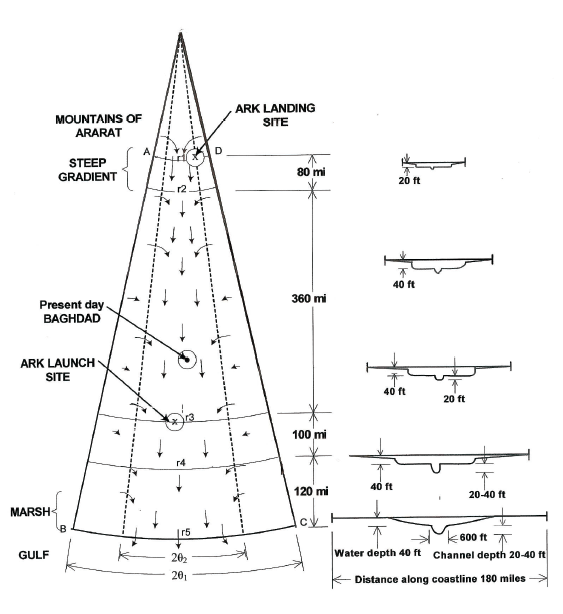 MOUNTAINS OF
ARARAT
ARK LANDING
SITE
STEEP
GRADIENT
A
r1
X
D
80 mi
20 ft
r2
360 mi
40 ft
Present day
BAGHDAD
ARK LAUNCH
SITE
X
r3
40 ft
20 ft
100 mi
r4
40 ft
20-40 ft
120 mi
MARSH
B
r5
C
GULF
2θ2
2θ1
Water depth 40 ft
600 ft
Channel depth 20-40 ft
Distance along coastline 180 miles